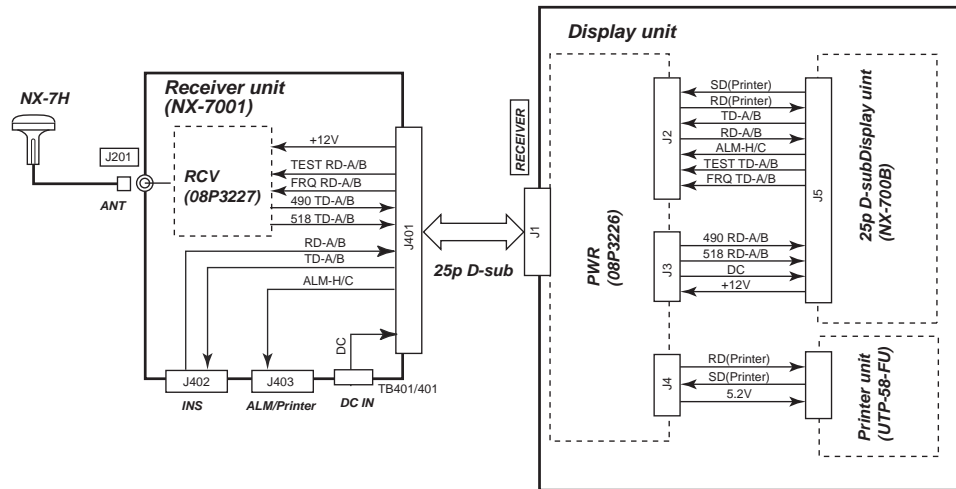 NX-7H
J201
ANT
Receiver unit
(NX-7001)
RCV
(08P3227)
+12V
TEST RD-A/B
FRQ RD-A/B
490 TD-A/B
518 TD-A/B
RD-A/B
TD-A/B
ALM-H/C
DC
J401
J402
J403
TB401/401
INS
ALM/Printer
DC IN
25p D-sub
RECEIVER
J1
Display unit
PWR
(08P3226)
J2
SD(Printer)
RD(Printer)
TD-A/B
RD-A/B
ALM-H/C
TEST TD-A/B
FRQ TD-A/B
J3
490 RD-A/B
518 RD-A/B
DC
+12V
J5
25p D-subDisplay uint
(NX-700B)
J4
RD(Printer)
SD(Printer)
5.2V
Printer unit
(UTP-58-FU)